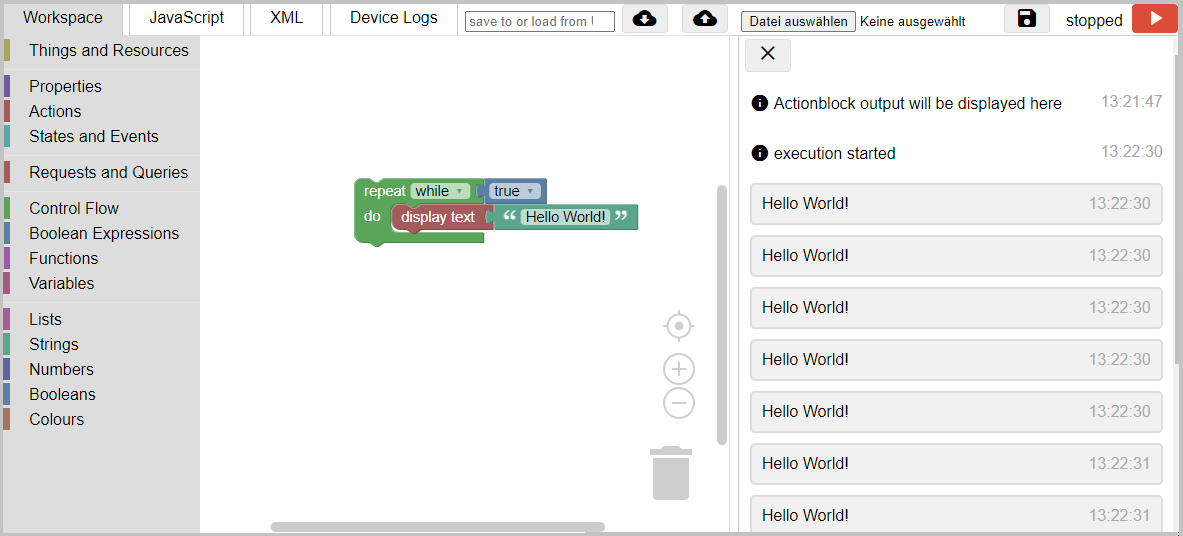 Workspace
JavaScript
XML
Device Logs
save to or load from
Datei auswählen
Keine ausgewählt
stopped
Things and Resources
Properties
Actions
States and Events
Requests and Queries
Control Flow
Boolean Expressions
Functions
Variables
Lists
Strings
Numbers
Booleans
Colours
repeat while true
do display text “ Hello World! ”
Actionblock output will be displayed here 13:21:47
execution started 13:22:30
Hello World! 13:22:30
Hello World! 13:22:30
Hello World! 13:22:30
Hello World! 13:22:30
Hello World! 13:22:30
Hello World! 13:22:31
Hello World! 13:22:31